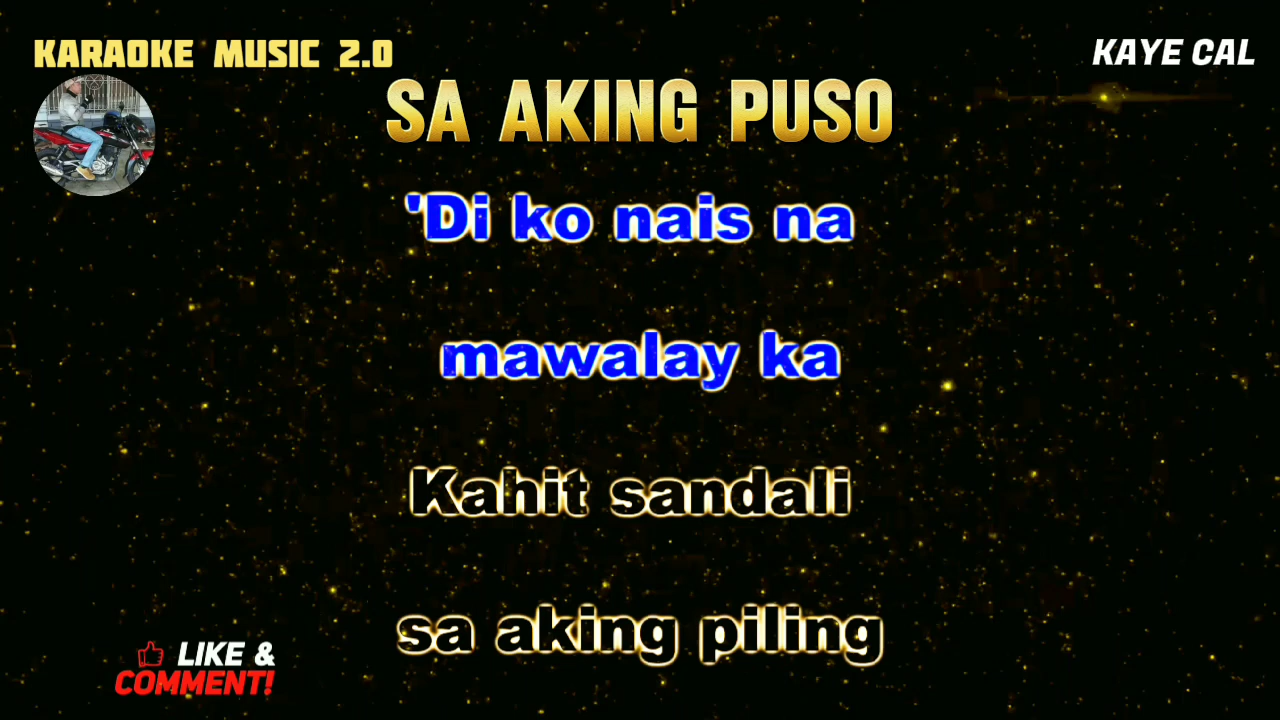 KARAOKE MUSIC 2.0
KAYE CAL
SA AKING PUSO
'Di ko nais na
mawalay ka
Kahit sandali
sa aking piling
LIKE &
COMMENT!